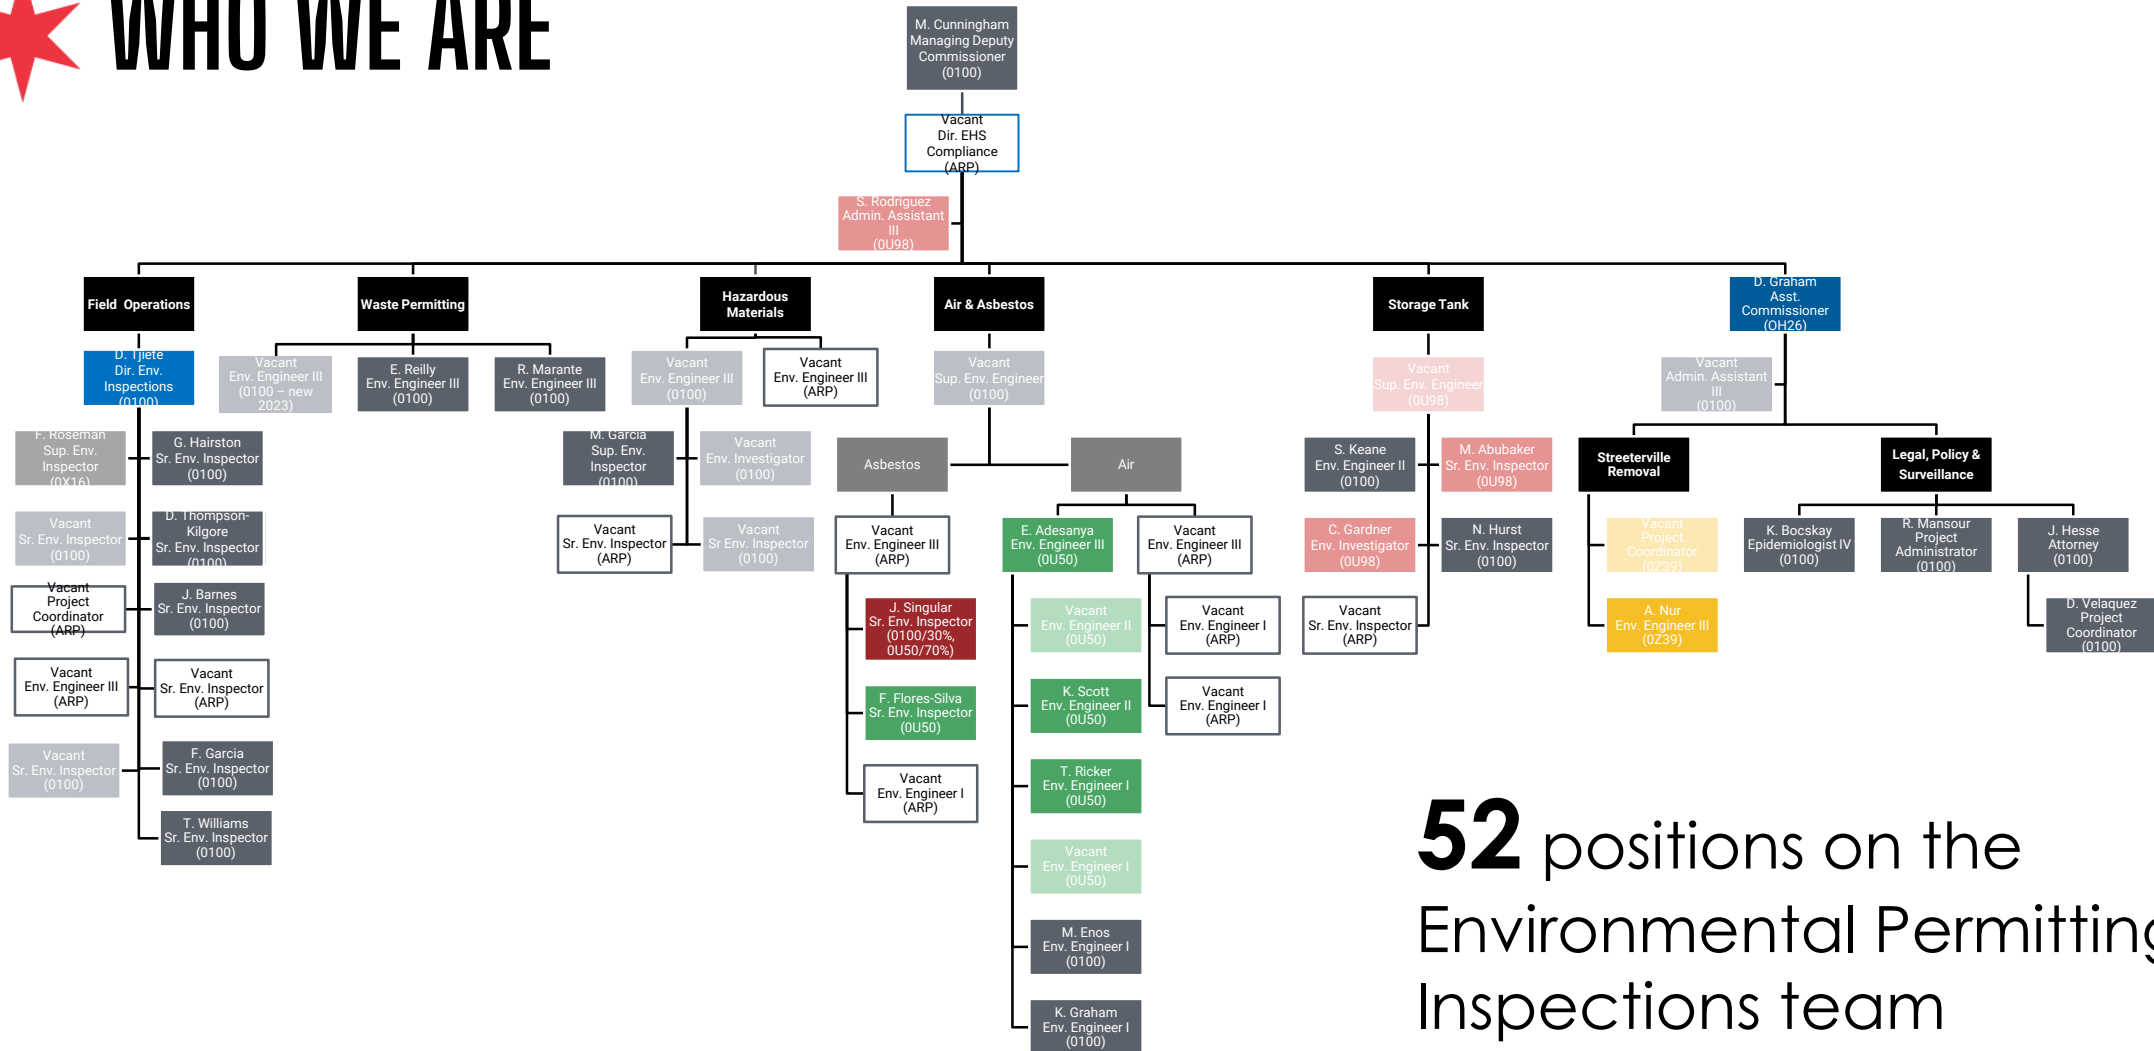 WHO WE ARE
M. Cunningham
Managing Deputy
Commissioner
(0100)
Vacant
Dir. EHS
Compliance
(ARP)
S. Rodriguez
Admin. Assistant
III
(0U98)
Field Operations
Waste Permitting
Hazardous
Materials
Air & Asbestos
Storage Tank
D. Graham
Asst.
Commissioner
(OH26)
D. Tjiete
Dir. Env.
Inspections
(0100)
F. Roseman
Sup. Env.
Inspector
(0X16)
G. Hairston
Sr. Env. Inspector
(0100)
Vacant
Sr. Env. Inspector
(0100)
D. Thompson-
Kilgore
Sr. Env. Inspector
(0100)
Vacant
Project
Coordinator
(ARP)
J. Barnes
Sr. Env. Inspector
(0100)
Vacant
Env. Engineer III
(ARP)
Vacant
Sr. Env. Inspector
(ARP)
Vacant
Sr. Env. Inspector
(0100)
F. Garcia
Sr. Env. Inspector
(0100)
T. Williams
Sr. Env. Inspector
(0100)
Vacant
Env. Engineer III
(0100 – new
2023)
E. Reilly
Env. Engineer III
(0100)
R. Marante
Env. Engineer III
(0100)
Vacant
Env. Engineer III
(0100)
Vacant
Env. Engineer III
(ARP)
M. Garcia
Sup. Env.
Inspector
(0100)
Vacant
Env. Investigator
(0100)
Vacant
Sr. Env. Inspector
(ARP)
Vacant
Sr Env. Inspector
(0100)
Vacant
Sup. Env. Engineer
(0100)
Asbestos
Air
Vacant
Env. Engineer III
(ARP)
J. Singular
Sr. Env. Inspector
(0100/30%,
0U50/70%)
F. Flores-Silva
Sr. Env. Inspector
(0U50)
Vacant
Env. Engineer I
(ARP)
E. Adesanya
Env. Engineer III
(0U50)
Vacant
Env. Engineer II
(0U50)
K. Scott
Env. Engineer II
(0U50)
T. Ricker
Env. Engineer I
(0U50)
Vacant
Env. Engineer I
(0U50)
M. Enos
Env. Engineer I
(0100)
K. Graham
Env. Engineer I
(0100)
Vacant
Env. Engineer III
(ARP)
Vacant
Env. Engineer I
(ARP)
Vacant
Env. Engineer I
(ARP)
Vacant
Sup. Env. Engineer
(0U98)
S. Keane
Env. Engineer II
(0100)
M. Abubaker
Sr. Env. Inspector
(0U98)
C. Gardner
Env. Investigator
(0U98)
N. Hurst
Sr. Env. Inspector
(0100)
Vacant
Sr. Env. Inspector
(ARP)
Vacant
Admin. Assistant
III
(0100)
Streeterville
Removal
Legal, Policy &
Surveillance
Vacant
Project
Coordinator
(0Z39)
A. Nur
Env. Engineer III
(0Z39)
K. Bocskay
Epidemiologist IV
(0100)
R. Mansour
Project
Administrator
(0100)
J. Hesse
Attorney
(0100)
D. Velaquez
Project
Coordinator
(0100)
52 positions on the
Environmental Permitting
Inspections team